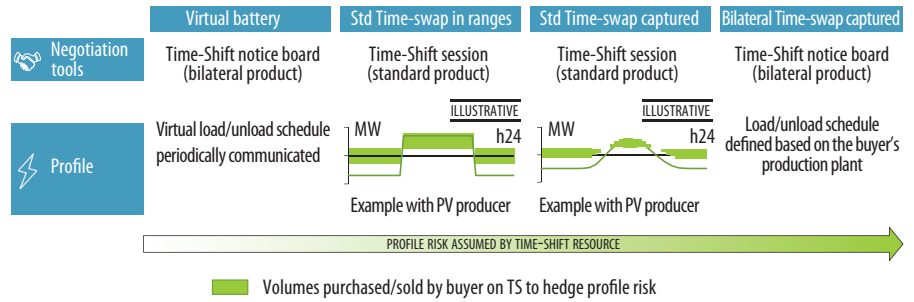 Virtual battery
Std Time-swap in ranges
Std Time-swap captured
Bilateral Time-swap captured
Negotiation
tools
Time-Shift notice board
(bilateral product)
Time-Shift session
(standard product)
Time-Shift session
(standard product)
Time-Shift notice board
(bilateral product)
Profile
Virtual load/unload schedule
periodically communicated
ILLUSTRATIVE
MW
h24
Example with PV producer
ILLUSTRATIVE
MW
h24
Example with PV producer
Load/unload schedule
defined based on the buyer's
production plant
PROFILE RISK ASSUMED BY TIME-SHIFT RESOURCE
Volumes purchased/sold by buyer on TS to hedge profile risk